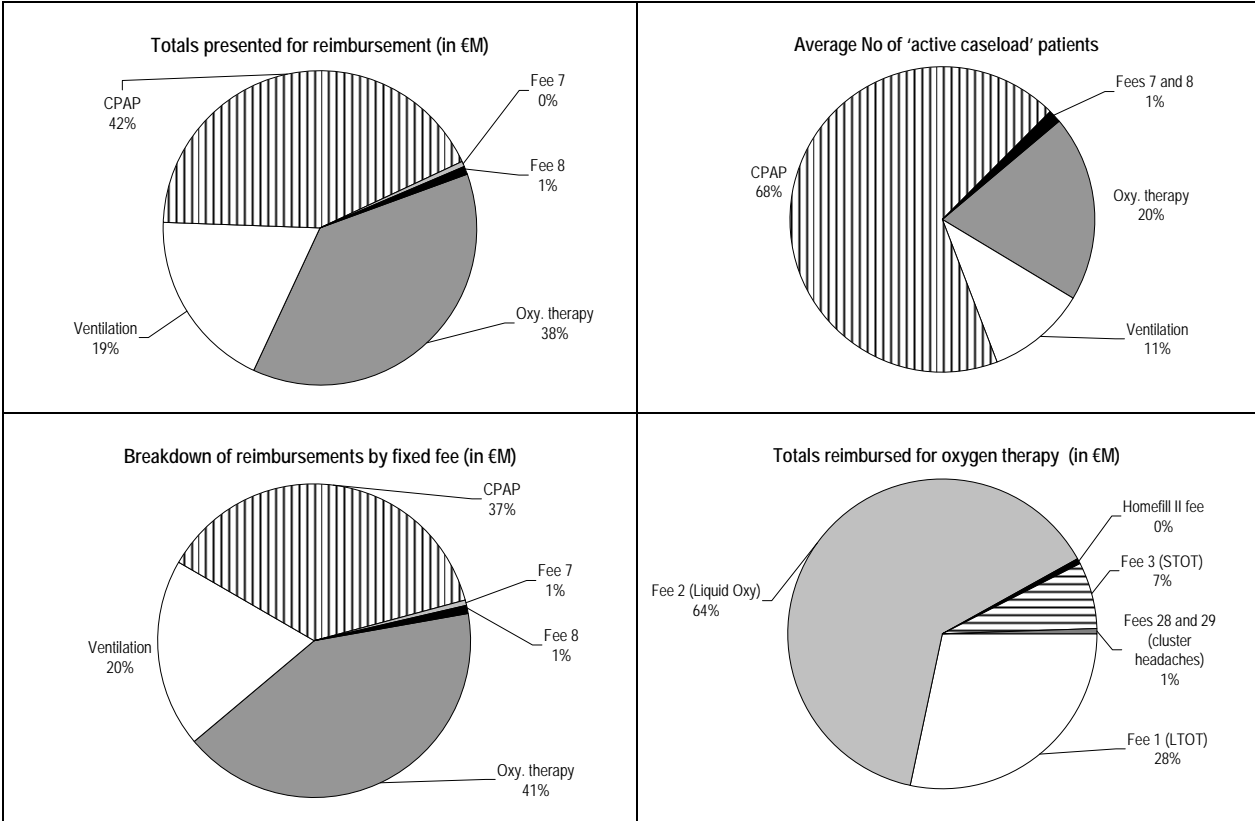 Totals presented for reimbursement (in €M)
CPAP
42%
Fee 7
0%
Fee 8
1%
Oxy. therapy
38%
Ventilation
19%
Average No of ‘active caseload’ patients
Fees 7 and 8
1%
CPAP
68%
Oxy. therapy
20%
Ventilation
11%
Breakdown of reimbursements by fixed fee (in €M)
CPAP
37%
Fee 7
1%
Fee 8
1%
Ventilation
20%
Oxy. therapy
41%
Totals reimbursed for oxygen therapy (in €M)
Homefill II fee
0%
Fee 3 (STOT)
7%
Fee 2 (Liquid Oxy)
64%
Fees 28 and 29
(cluster
headaches)
1%
Fee 1 (LTOT)
28%